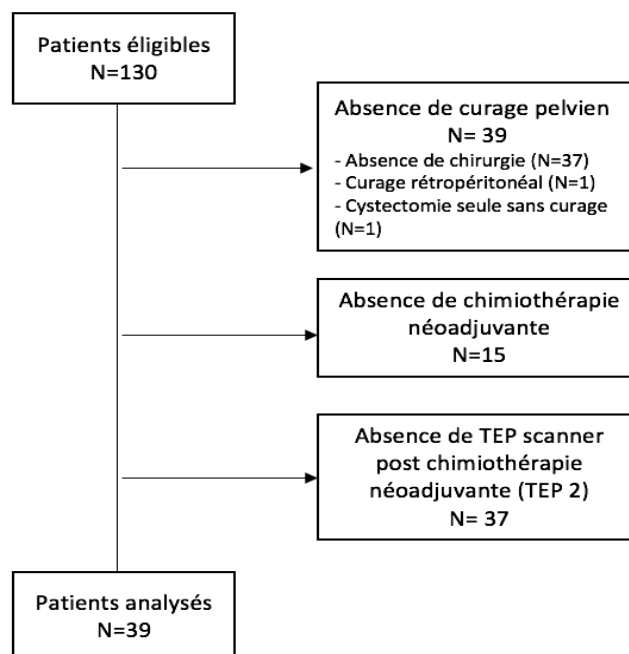 Patients éligibles
N=130
Absence de curage pelvien
N= 39
- Absence de chirurgie (N=37)
- Curage rétropéritonéal (N=1)
- Cystectomie seule sans curage
(N=1)
Absence de chimiothérapie
néoadjuvante
N=15
Absence de TEP scanner
post chimiothérapie
néoadjuvante (TEP 2)
N= 37
Patients analysés
N=39